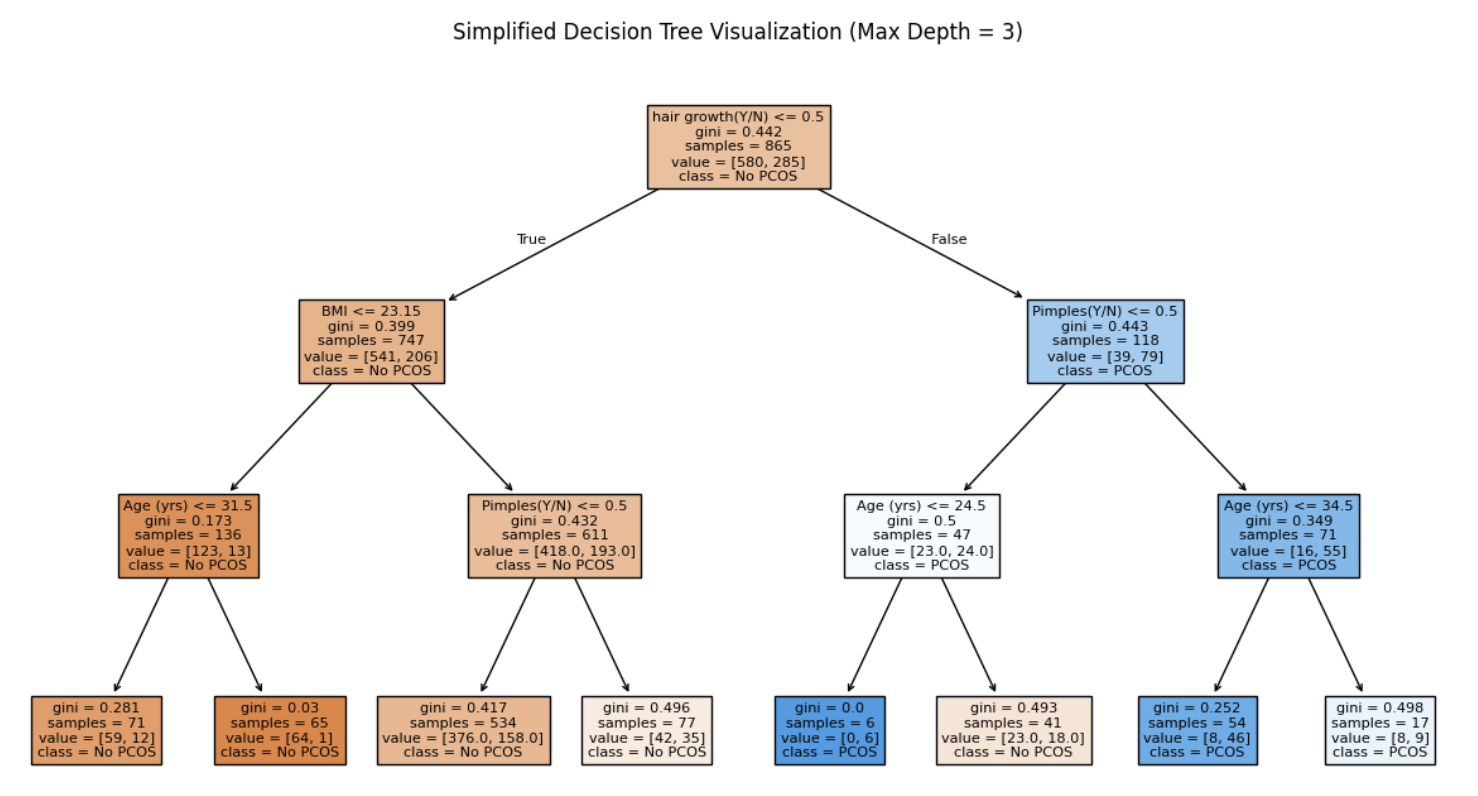 Simplified Decision Tree Visualization (Max Depth = 3)
hair growth(Y/N) <= 0.5
gini = 0.442
samples = 865
value = [580, 285]
class = No PCOS
True
False
BMI <= 23.15
gini = 0.399
samples = 747
value = [541, 206]
class = No PCOS
Pimples(Y/N) <= 0.5
gini = 0.443
samples = 118
value = [39, 79]
class = PCOS
Age (yrs) <= 31.5
gini = 0.173
samples = 136
value = [123, 13]
class = No PCOS
Pimples(Y/N) <= 0.5
gini = 0.432
samples = 611
value = [418.0, 193.0]
class = No PCOS
Age (yrs) <= 24.5
gini = 0.5
samples = 47
value = [23.0, 24.0]
class = PCOS
Age (yrs) <= 34.5
gini = 0.349
samples = 71
value = [16, 55]
class = PCOS
gini = 0.281
samples = 71
value = [59, 12]
class = No PCOS
gini = 0.03
samples = 65
value = [64, 1]
class = No PCOS
gini = 0.417
samples = 534
value = [376.0, 158.0]
class = No PCOS
gini = 0.496
samples = 77
value = [42, 35]
class = No PCOS
gini = 0.0
samples = 6
value = [0, 6]
class = PCOS
gini = 0.493
samples = 41
value = [23.0, 18.0]
class = No PCOS
gini = 0.252
samples = 54
value = [8, 46]
class = PCOS
gini = 0.498
samples = 17
value = [8, 9]
class = PCOS